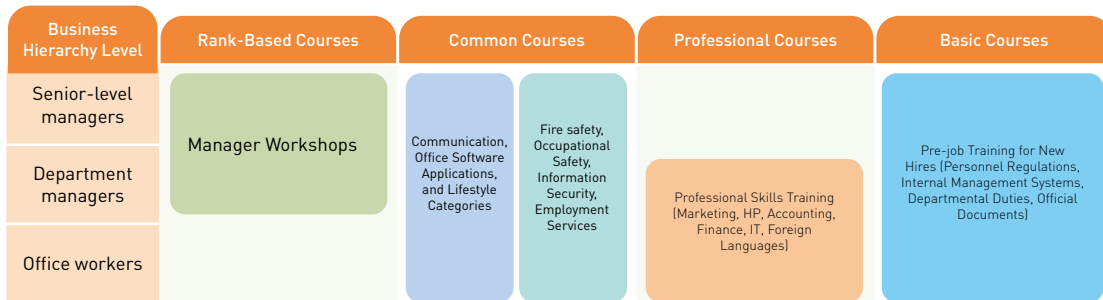 Business
Hierarchy Level
Rank-Based Courses
Common Courses
Professional Courses
Basic Courses
Senior-level
managers
Department
managers
Office workers
Manager Workshops
Communication,
Office Software
Applications,
and Lifestyle
Categories
Fire safety,
Occupational
Safety,
Information
Security,
Employment
Services
Professional Skills Training
(Marketing, HP, Accounting,
Finance, IT, Foreign
Languages)
Pre-job Training for New
Hires (Personnel Regulations,
Internal Management Systems,
Departmental Duties, Official
Documents)